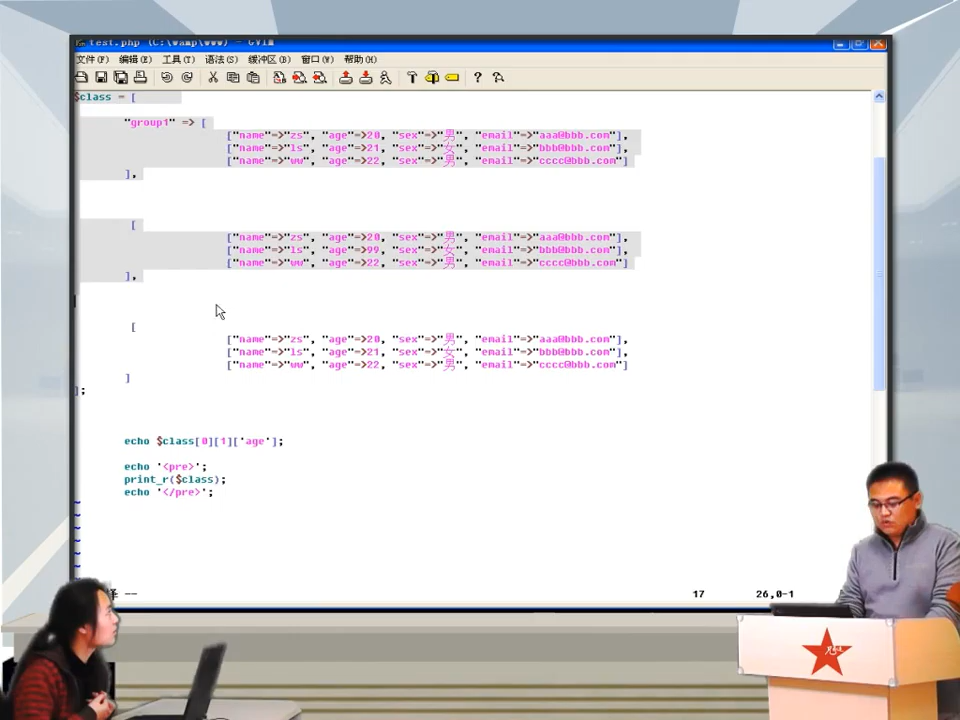 test.php (C:\wamp\www) - GVIM
文件(F) 编辑(E) 工具(T) 语法(S) 缓冲区(B) 窗口(W) 帮助(H)
$class = [
"group1" => [
["name"=>"zs", "age"=>20, "sex"=>"男", "email"=>"aaa@bbb.com"],
["name"=>"ls", "age"=>21, "sex"=>"女", "email"=>"bbb@bbb.com"],
["name"=>"ww", "age"=>22, "sex"=>"男", "email"=>"cccc@bbb.com"]
],
[
["name"=>"zs", "age"=>20, "sex"=>"男", "email"=>"aaa@bbb.com"],
["name"=>"ls", "age"=>99, "sex"=>"女", "email"=>"bbb@bbb.com"],
["name"=>"ww", "age"=>22, "sex"=>"男", "email"=>"cccc@bbb.com"]
],
[
["name"=>"zs", "age"=>20, "sex"=>"男", "email"=>"aaa@bbb.com"],
["name"=>"ls", "age"=>21, "sex"=>"女", "email"=>"bbb@bbb.com"],
["name"=>"ww", "age"=>22, "sex"=>"男", "email"=>"cccc@bbb.com"]
]
];
echo $class[0][1]['age'];
echo '<pre>';
print_r($class);
echo '</pre>';
~
~
~
~
~
~
择 -- 17 26,0-1